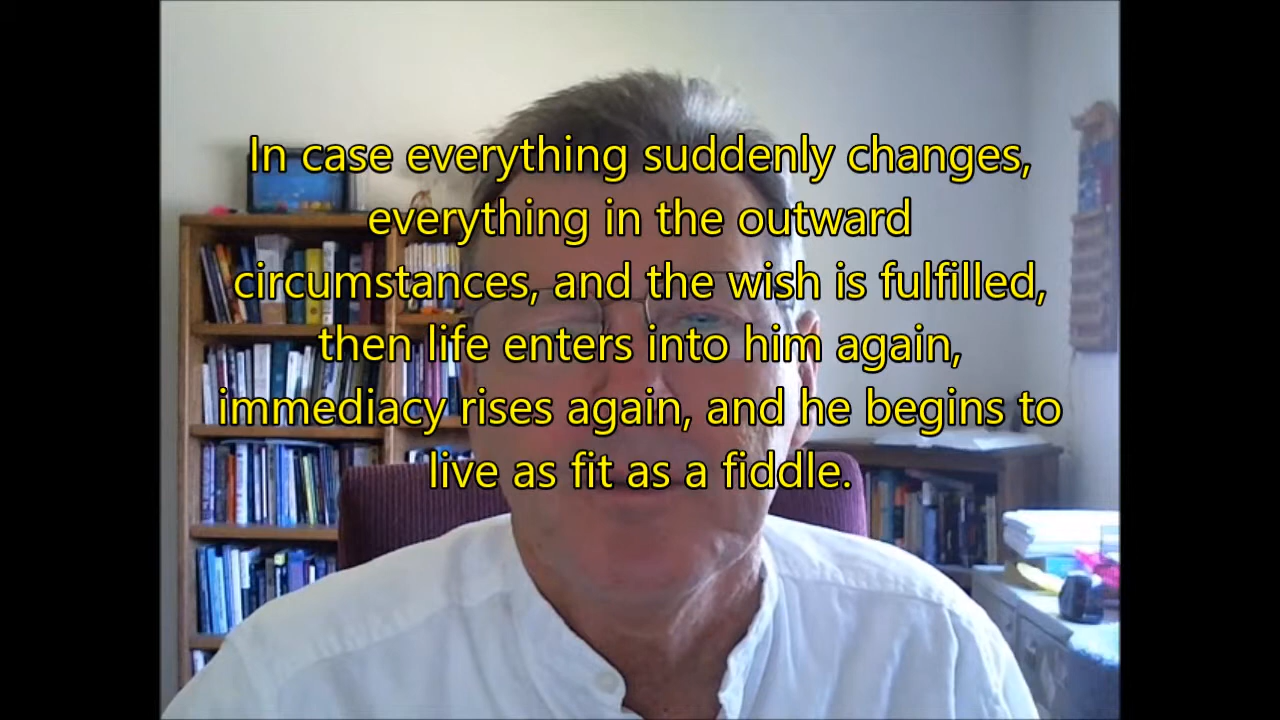 In case everything suddenly changes,
everything in the outward
circumstances, and the wish is fulfilled,
then life enters into him again,
immediacy rises again, and he begins to
live as fit as a fiddle.